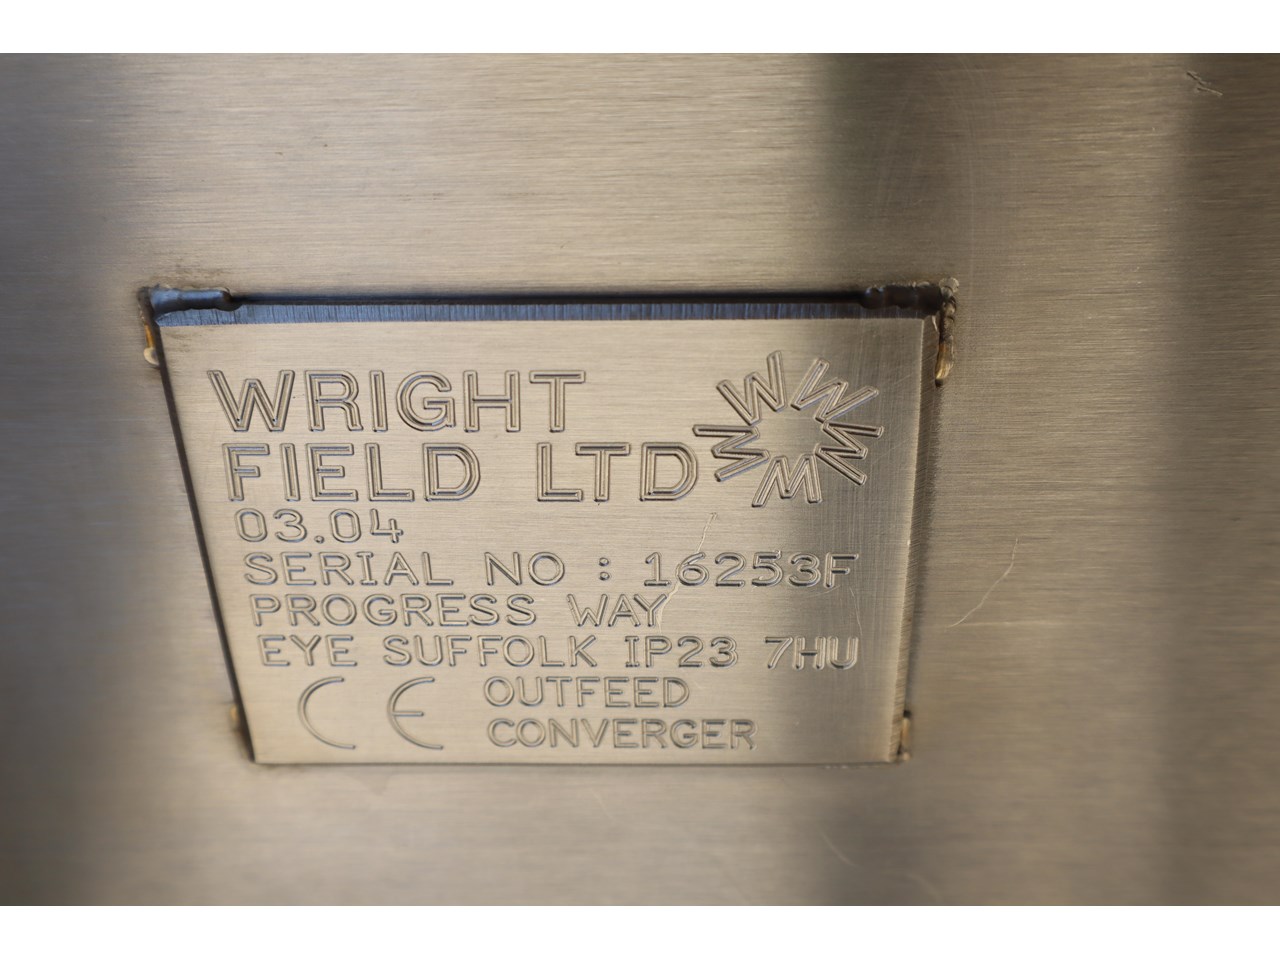 WRIGHT
FIELD LTD
03.04
SERIAL NO : 16253F
PROGRESS WAY
EYE SUFFOLK IP23 7HU
CE OUTFEED
CONVERGER